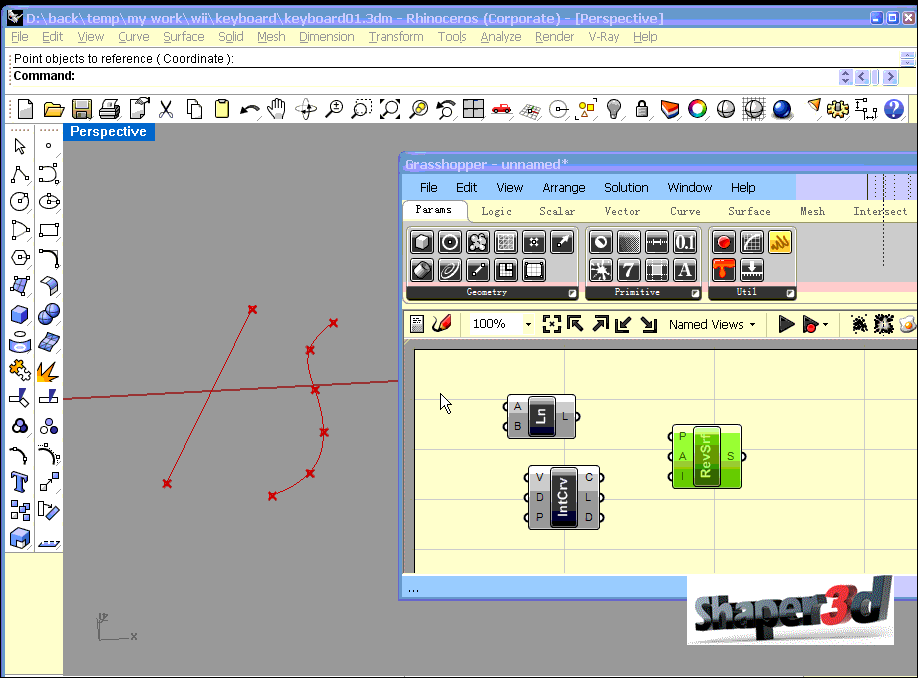 D:\back\temp\my work\wii\keyboard\keyboard01.3dm - Rhinoceros (Corporate) - [Perspective]
File Edit View Curve Surface Solid Mesh Dimension Transform Tools Analyze Render V-Ray Help
Point objects to reference ( Coordinate ):
Command:
Perspective
Grasshopper - unnamed*
File Edit View Arrange Solution Window Help
Params Logic Scalar Vector Curve Surface Mesh Intersect
0.1
7 A
Geometry Primitive Util
100% Named Views
A Ln L
B
P RevSrf
A S
I
V IntCrv C
D L
P D
...
shaper3d
x